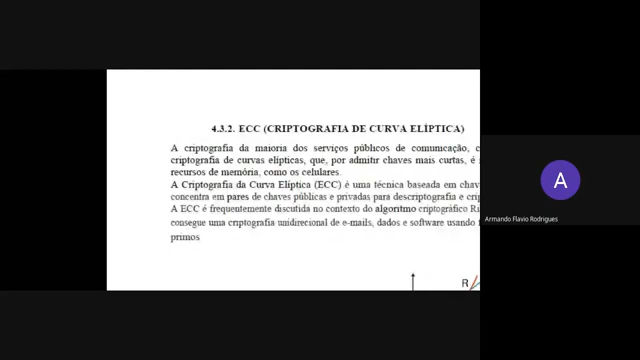 4.3.2. ECC (CRIPTOGRAFIA DE CURVA ELÍPTICA)
A criptografia da maioria dos serviços públicos de comunicação, c
criptografia de curvas elípticas, que, por admitir chaves mais curtas, é
recursos de memória, como os celulares.
A Criptografia da Curva Elíptica (ECC) é uma técnica baseada em chav
concentra em pares de chaves públicas e privadas para descriptografia e crip
A ECC é frequentemente discutida no contexto do algoritmo criptográfico Ri
consegue uma criptografia unidirecional de e-mails, dados e software usando
primos
R
A
Armando Flavio Rodrigues